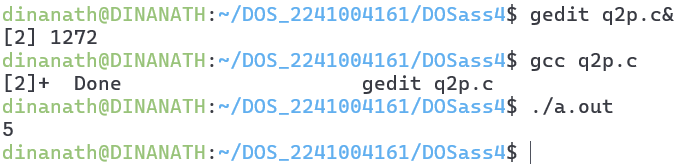 dinanath@DINANATH:~/DOS_2241004161/DOSass4$ gedit q2p.c&
[2] 1272
dinanath@DINANATH:~/DOS_2241004161/DOSass4$ gcc q2p.c
[2]+  Done                    gedit q2p.c
dinanath@DINANATH:~/DOS_2241004161/DOSass4$ ./a.out
5
dinanath@DINANATH:~/DOS_2241004161/DOSass4$